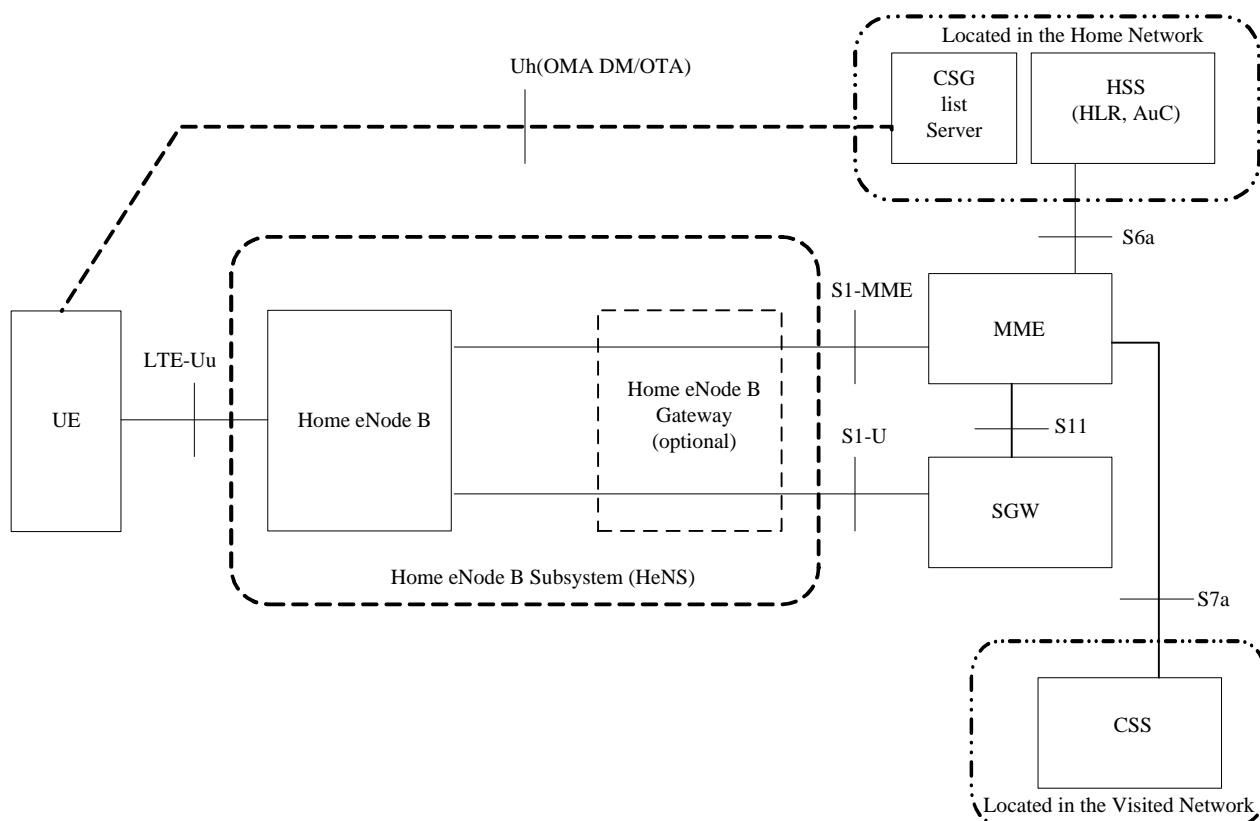 Located in the Home Network
Uh(OMA DM/OTA)
CSG
list
Server
HSS
(HLR, AuC)
S6a
S1-MME
MME
LTE-Uu
UE
Home eNode B
Home eNode B
Gateway
(optional)
S1-U
S11
SGW
Home eNode B Subsystem (HeNS)
S7a
CSS
Located in the Visited Network